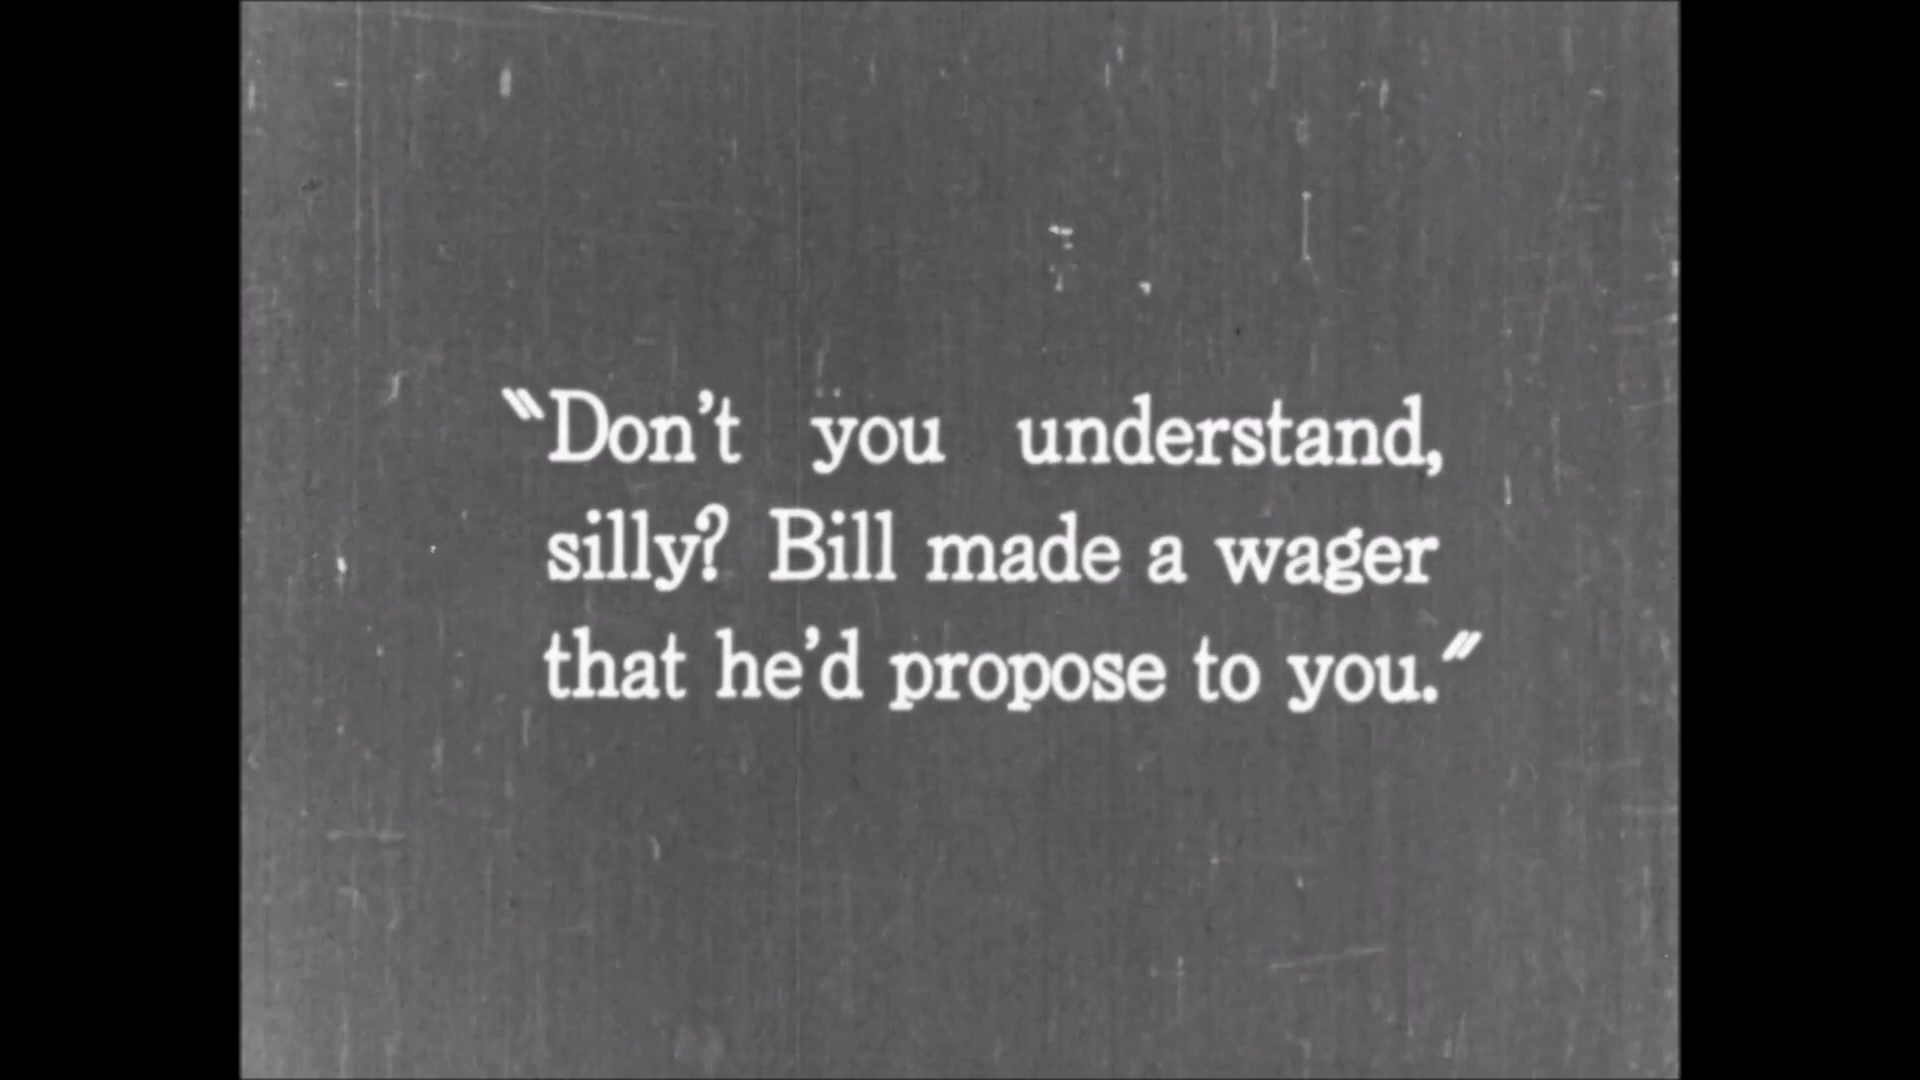 "Don't you understand,
silly? Bill made a wager
that he'd propose to you."